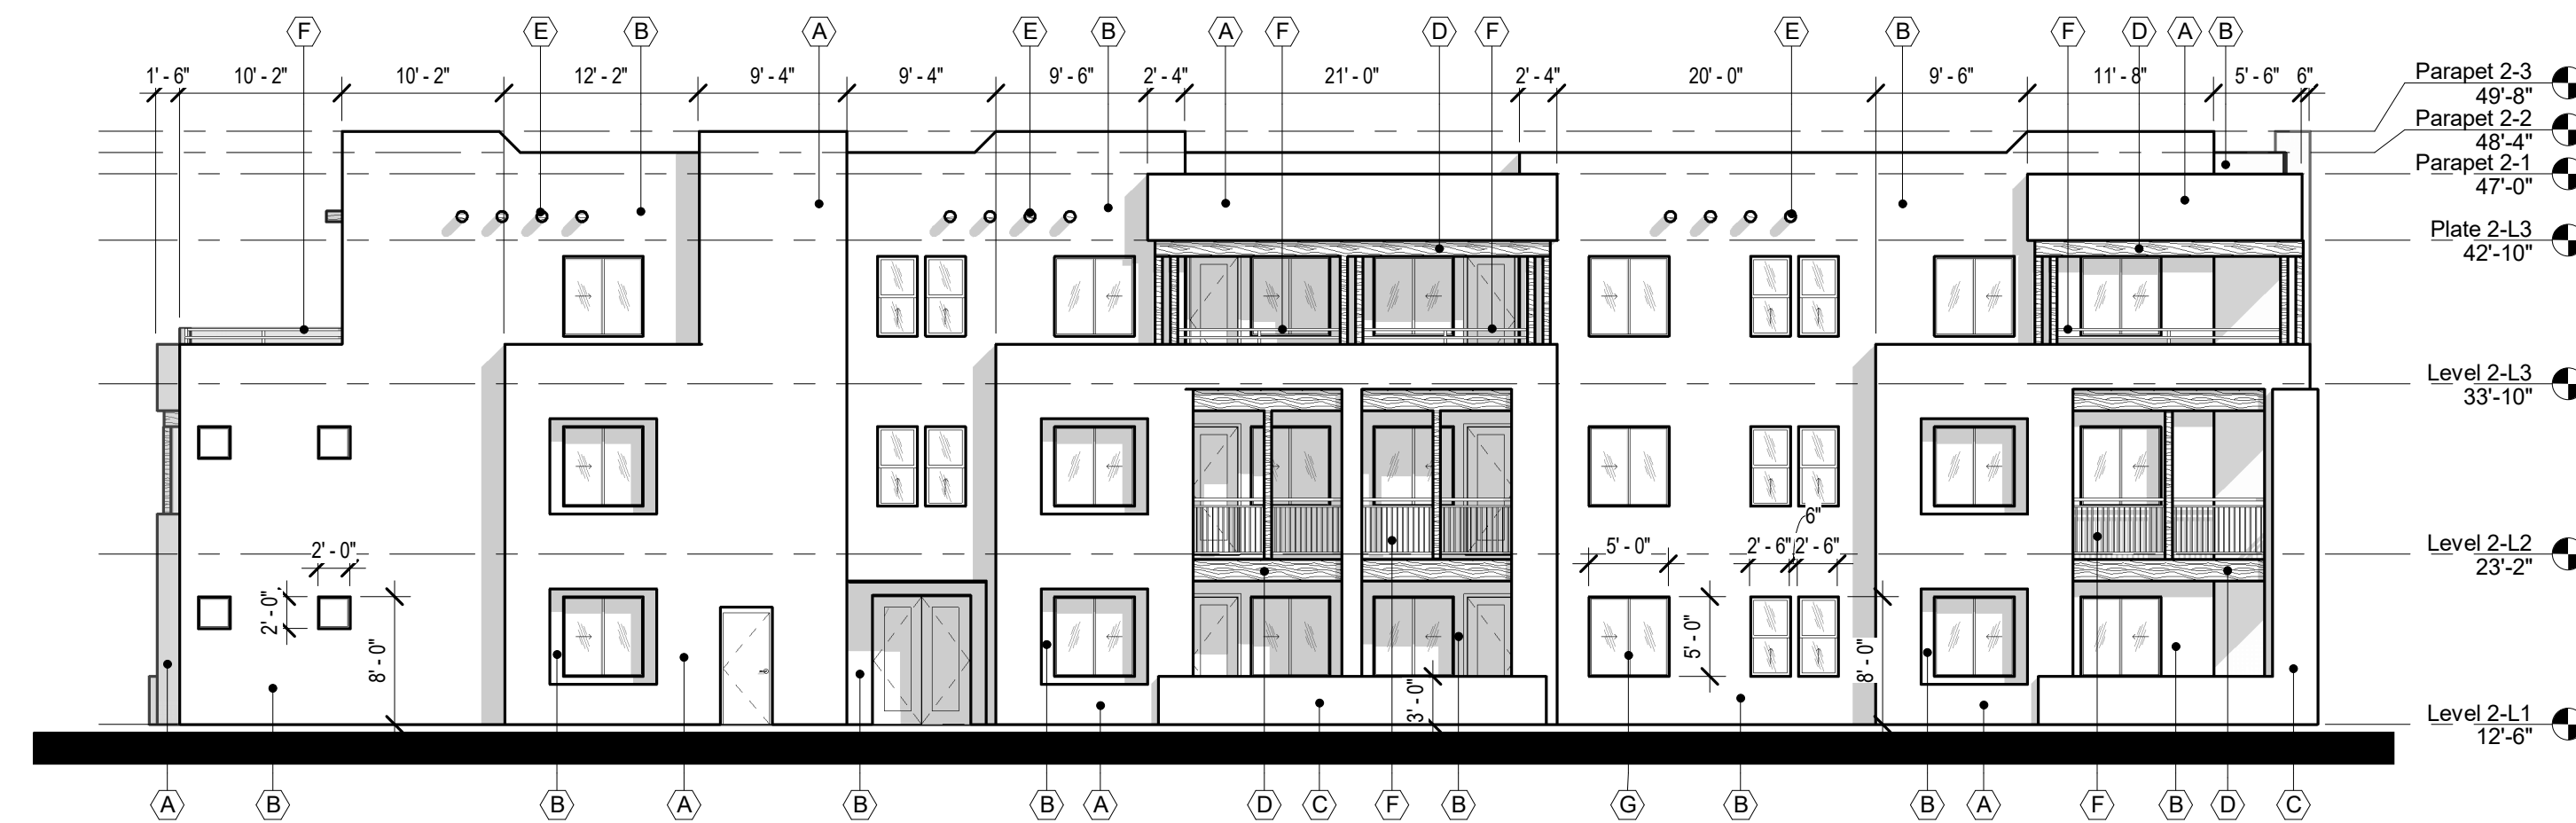 F E B A E B A F D F E B F D A B
1' - 6" 10' - 2" 10' - 2" 12' - 2" 9' - 4" 9' - 4" 9' - 6" 2' - 4" 21' - 0" 2' - 4" 20' - 0" 9' - 6" 11' - 8" 5' - 6" 6"
Parapet 2-3
49'-8"
Parapet 2-2
48'-4"
Parapet 2-1
47'-0"
Plate 2-L3
42'-10"
Level 2-L3
33'-10"
6"
2' - 0" 5' - 0" 2' - 6" 2' - 6"
Level 2-L2
23'-2"
2' - 0"
8' - 0"
5' - 0"
8' - 0"
3' - 0"
Level 2-L1
12'-6"
A B B A B B A D C F B G B B A F B D C